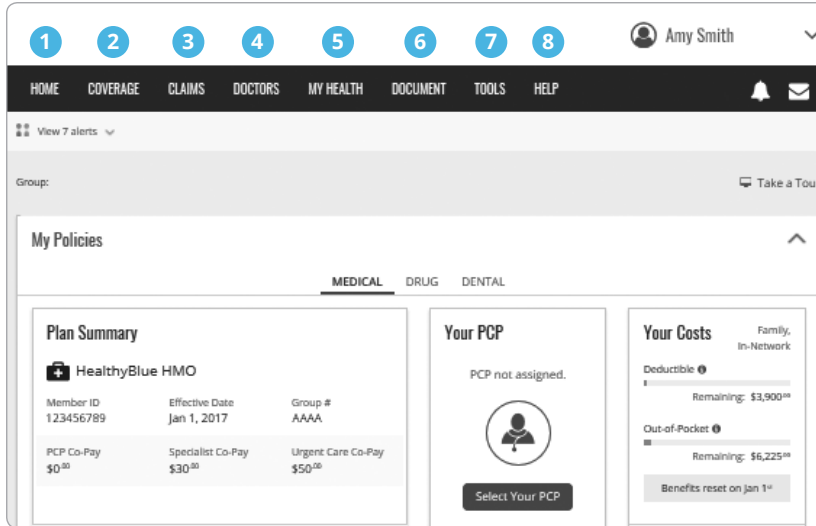 Amy Smith
1 2 3 4 5 6 7 8
HOME COVERAGE CLAIMS DOCTORS MY HEALTH DOCUMENT TOOLS HELP
View 7 alerts
Group:
Take a Tou
My Policies
MEDICAL DRUG DENTAL
Plan Summary
HealthyBlue HMO
Member ID Effective Date Group #
123456789 Jan 1, 2017 AAAA
PCP Co-Pay Specialist Co-Pay Urgent Care Co-Pay
$0.00 $30.00 $50.00
Your PCP
PCP not assigned.
Select Your PCP
Your Costs
Family,
In-Network
Deductible
Remaining: $3,900.00
Out-of-Pocket
Remaining: $6,225.00
Benefits reset on Jan 1st